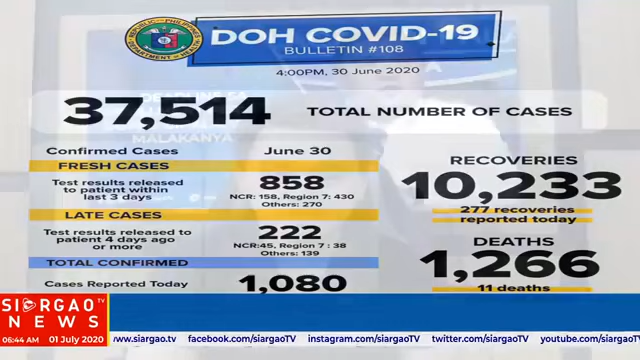 DOH COVID-19
BULLETIN #108
4:00PM, 30 June 2020
37,514 TOTAL NUMBER OF CASES
MALAKANYA
Confirmed Cases June 30
FRESH CASES
Test results released
to patient within
last 3 days
858
NCR: 158, Region 7: 430
Others: 270
LATE CASES
Test results released to
patient 4 days ago
or more
222
NCR:45, Region 7 : 38
Others: 139
TOTAL CONFIRMED
Cases Reported Today
1,080
RECOVERIES
10,233
277 recoveries
reported today
DEATHS
1,266
11 deaths
SIARGAO TV
NEWS
06:44 AM 01 July 2020
www.siargao.tv facebook.com/siargaoTV instagram.com/siargaoTV twitter.com/siargaoTV youtube.com/siargaoTV